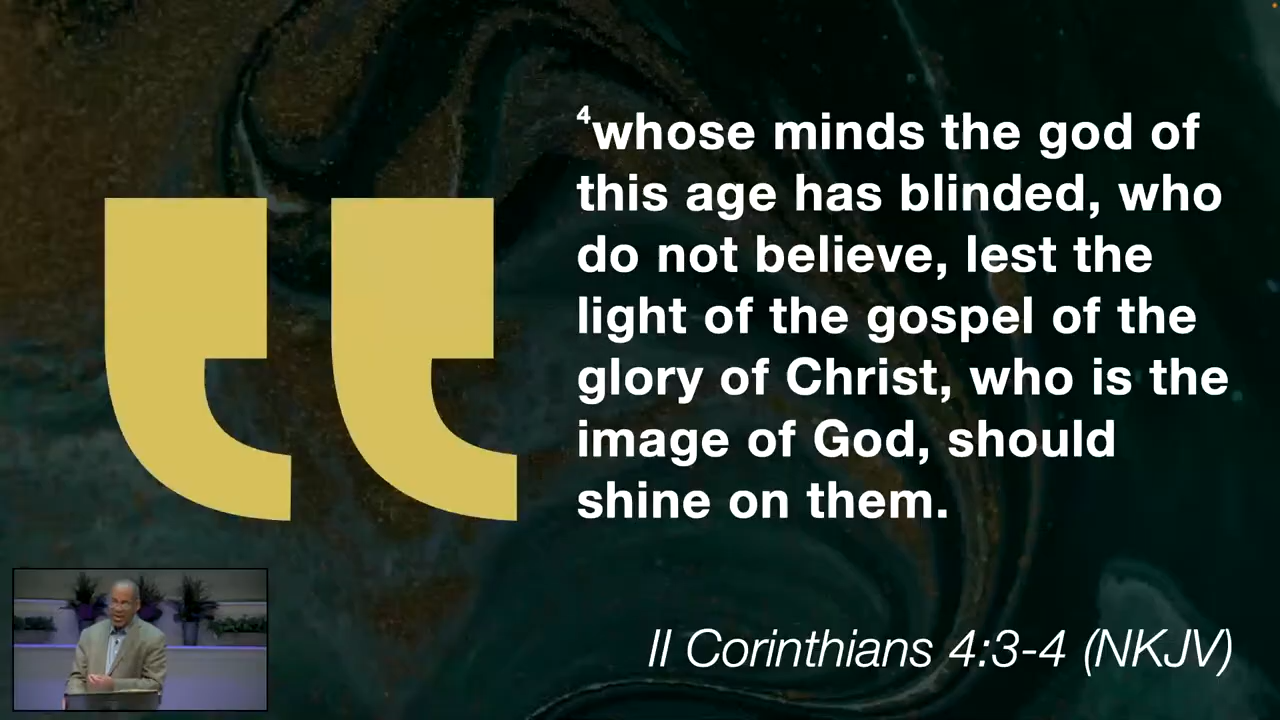 ⁴whose minds the god of
this age has blinded, who
do not believe, lest the
light of the gospel of the
glory of Christ, who is the
image of God, should
shine on them.
II Corinthians 4:3-4 (NKJV)